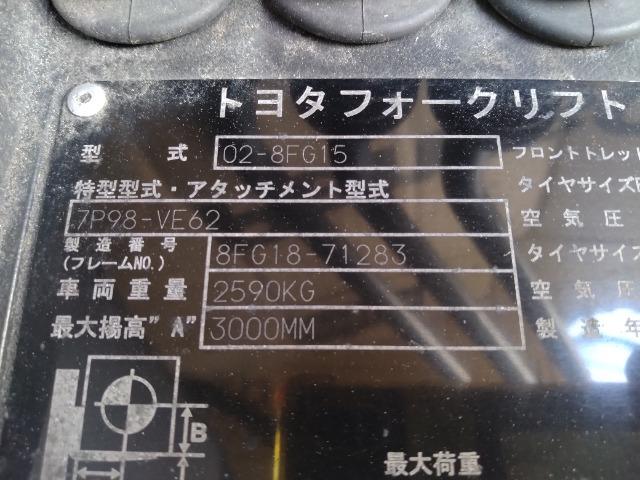 トヨタフォークリフト
型 式 02-8FG15 フロントトレット
特型型式・アタッチメント型式 タイヤサイズ
7P98-VE62 空気圧
製造番号 (フレームNO.) 8FG18-71283 タイヤサイズ
車両重量 2590KG 空気圧
最大揚高"A" 3000MM 製造年
B
最大荷重